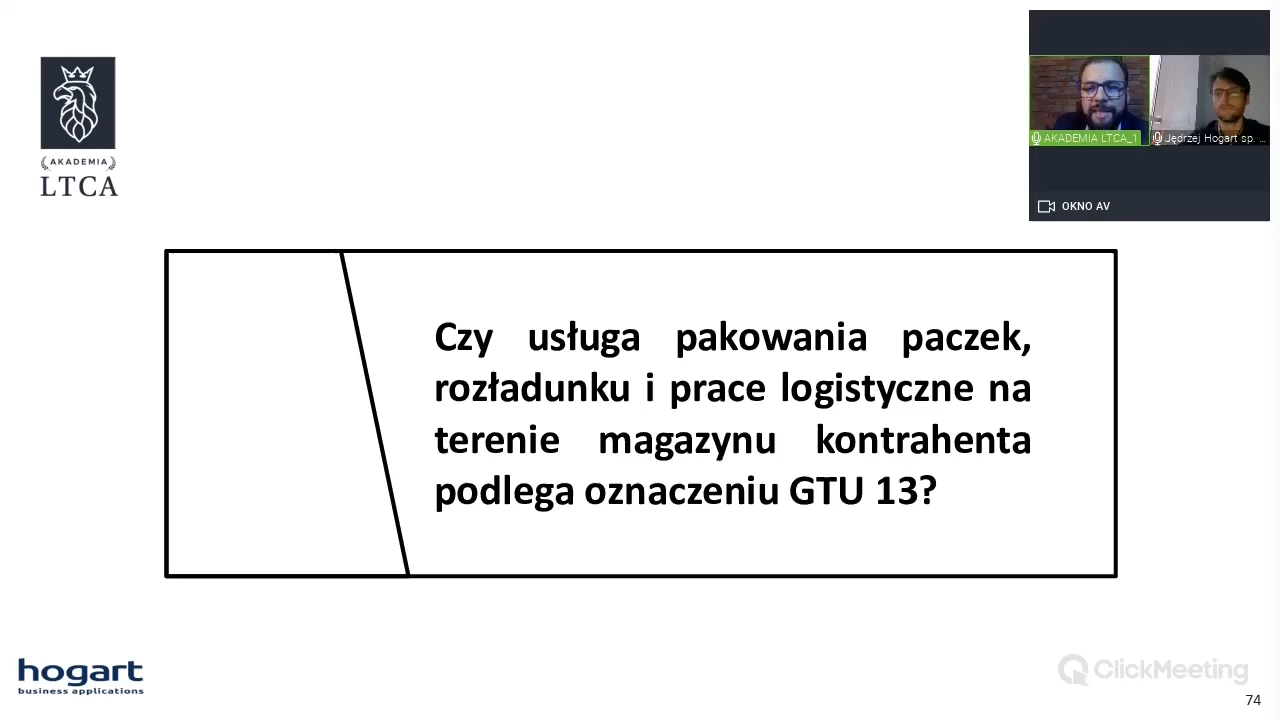 AKADEMIA
LTCA
AKADEMIA LTCA_1
Jędrzej Hogart sp. ...
OKNO AV
Czy usługa pakowania paczek,
rozładunku i prace logistyczne na
terenie magazynu kontrahenta
podlega oznaczeniu GTU 13?
hogart
business applications
ClickMeeting
74